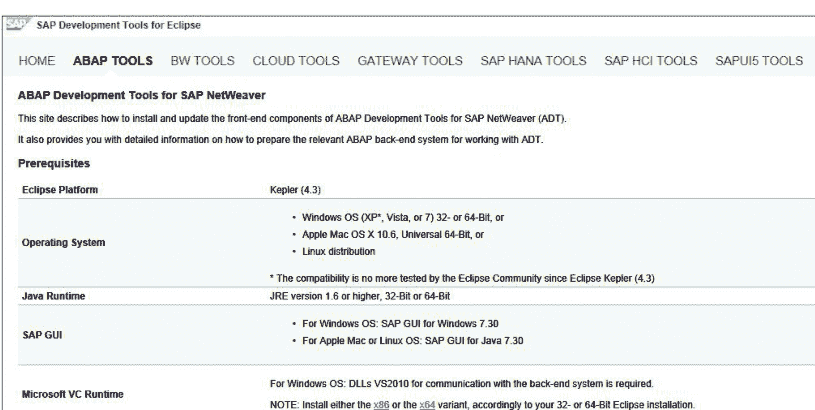 SAP SAP Development Tools for Eclipse
HOME ABAP TOOLS BW TOOLS CLOUD TOOLS GATEWAY TOOLS SAP HANA TOOLS SAP HCI TOOLS SAPUI5 TOOLS
ABAP Development Tools for SAP NetWeaver
This site describes how to install and update the front-end components of ABAP Development Tools for SAP NetWeaver (ADT).
It also provides you with detailed information on how to prepare the relevant ABAP back-end system for working with ADT.
Prerequisites
Eclipse Platform Kepler (4.3)
Operating System
• Windows OS (XP*, Vista, or 7) 32- or 64-Bit, or
• Apple Mac OS X 10.6, Universal 64-Bit, or
• Linux distribution
* The compatibility is no more tested by the Eclipse Community since Eclipse Kepler (4.3)
Java Runtime JRE version 1.6 or higher, 32-Bit or 64-Bit
SAP GUI
• For Windows OS: SAP GUI for Windows 7.30
• For Apple Mac or Linux OS: SAP GUI for Java 7.30
Microsoft VC Runtime
For Windows OS: DLLs VS2010 for communication with the back-end system is required.
NOTE: Install either the x86 or the x64 variant, accordingly to your 32- or 64-Bit Eclipse installation.